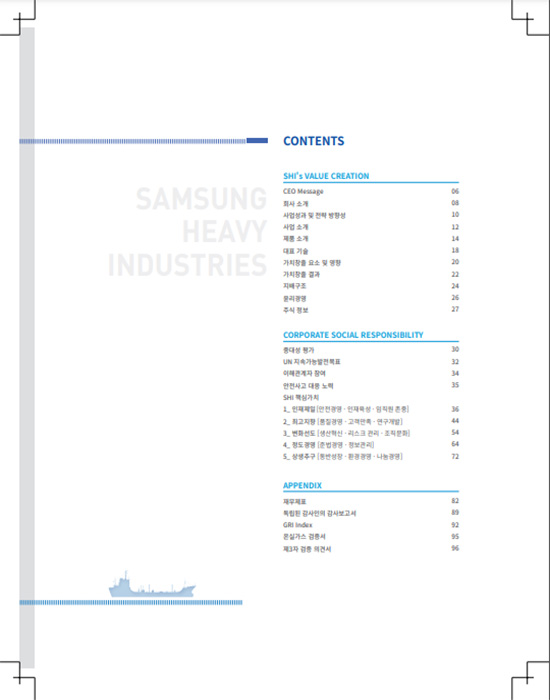 CONTENTS
SAMSUNG
HEAVY
INDUSTRIES
SHI's VALUE CREATION
CEO Message 06
회사 소개 08
사업성과 및 전략 방향성 10
사업 소개 12
제품 소개 14
대표 기술 18
가치창출 요소 및 영향 20
가치창출 결과 22
지배구조 24
윤리경영 26
주식 정보 27
CORPORATE SOCIAL RESPONSIBILITY
중대성 평가 30
UN 지속가능발전목표 32
이해관계자 참여 34
안전사고 대응 노력 35
SHI 핵심가치
1_ 인재제일 [안전경영 · 인재육성 · 임직원 존중] 36
2_ 최고지향 [품질경영 · 고객만족 · 연구개발] 44
3_ 변화선도 [생산혁신 · 리스크 관리 · 조직문화] 54
4_ 정도경영 [준법경영 · 정보관리] 64
5_ 상생추구 [동반성장 · 환경경영 · 나눔경영] 72
APPENDIX
재무제표 82
독립된 감사인의 감사보고서 89
GRI Index 92
온실가스 검증서 95
제3자 검증 의견서 96